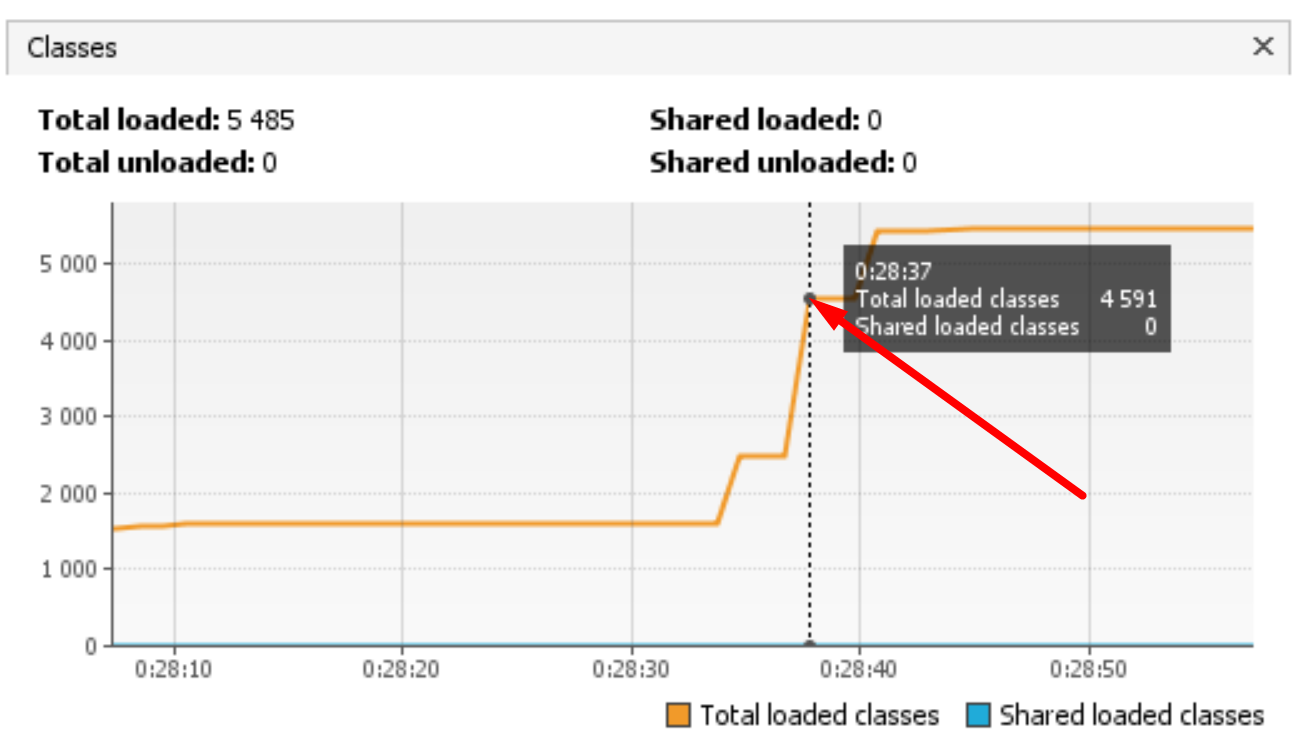 Classes
Total loaded: 5 485 Shared loaded: 0
Total unloaded: 0 Shared unloaded: 0
5 000
4 000
3 000
2 000
1 000
0
0:28:37
Total loaded classes 4 591
Shared loaded classes 0
0:28:10 0:28:20 0:28:30 0:28:40 0:28:50
Total loaded classes Shared loaded classes